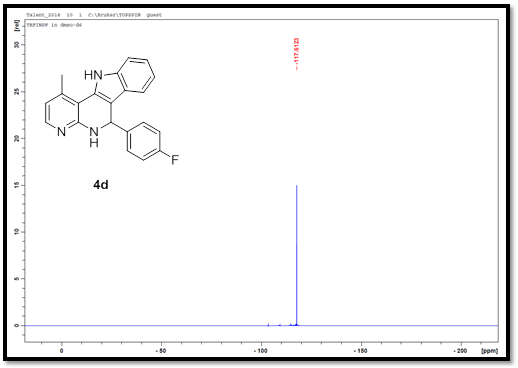 Talent_2018 10 1 C:\Bruker\TOPSPIN guest
TKPINPF in dmso-d6
[rel]
30
25
20
15
10
5
0
-117.6123
HN
N
N
H
F
4d
0
-50
-100
-150
-200
[ppm]